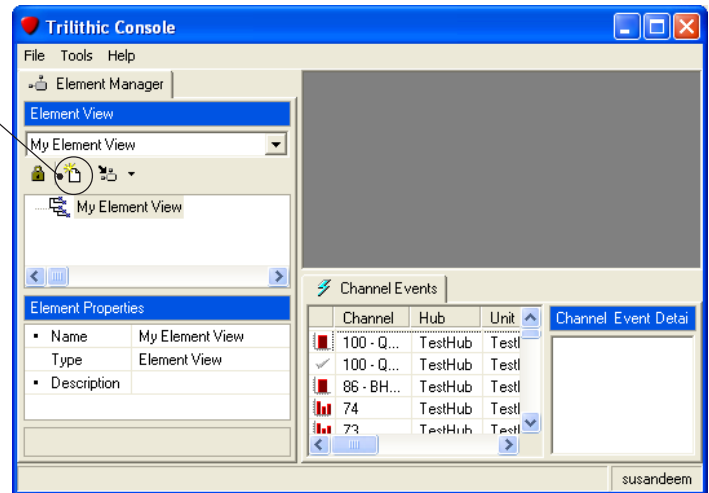 Trilithic Console
File Tools Help
Element Manager
Element View
My Element View
My Element View
Element Properties
Name My Element View
Type Element View
Description
Channel Events
Channel Hub Unit
100 - Q... TestHub Testl
100 - Q... TestHub Testl
86 - BH... TestHub Testl
74 TestHub Testl
73 TestHub Testl
Channel Event Detai
susandeem